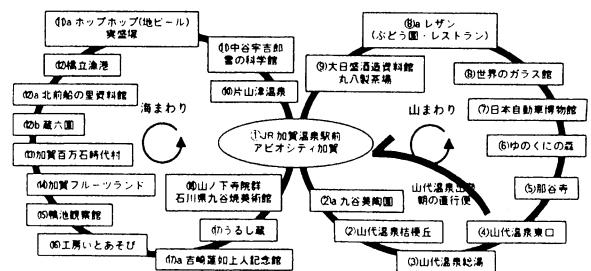 ⑪a ホップホップ(地ビール)
実盛塚
⑪中谷宇吉郎
雪の科学館
⑩片山津温泉
⑫橋立漁港
⑫a 北前船の里資料館
⑫b 蔵六園
⑬加賀百万石時代村
⑭加賀フルーツランド
⑮鴨池観察館
⑯工房いとあそび
⑰a 吉崎蓮如上人記念館
⑰うるし蔵
⑱山ノ下寺院群
石川県九谷焼美術館
海まわり
①JR加賀温泉駅前
アビオシティ加賀
山まわり
⑨a レザン
(ぶどう園・レストラン)
⑨大日盛酒造資料館
丸八製茶場
⑧世界のガラス館
⑦日本自動車博物館
⑥ゆのくにの森
⑤那谷寺
④山代温泉東口
③山代温泉総湯
②山代温泉桔梗丘
②a 九谷美陶園
山代温泉出発
朝の直行便